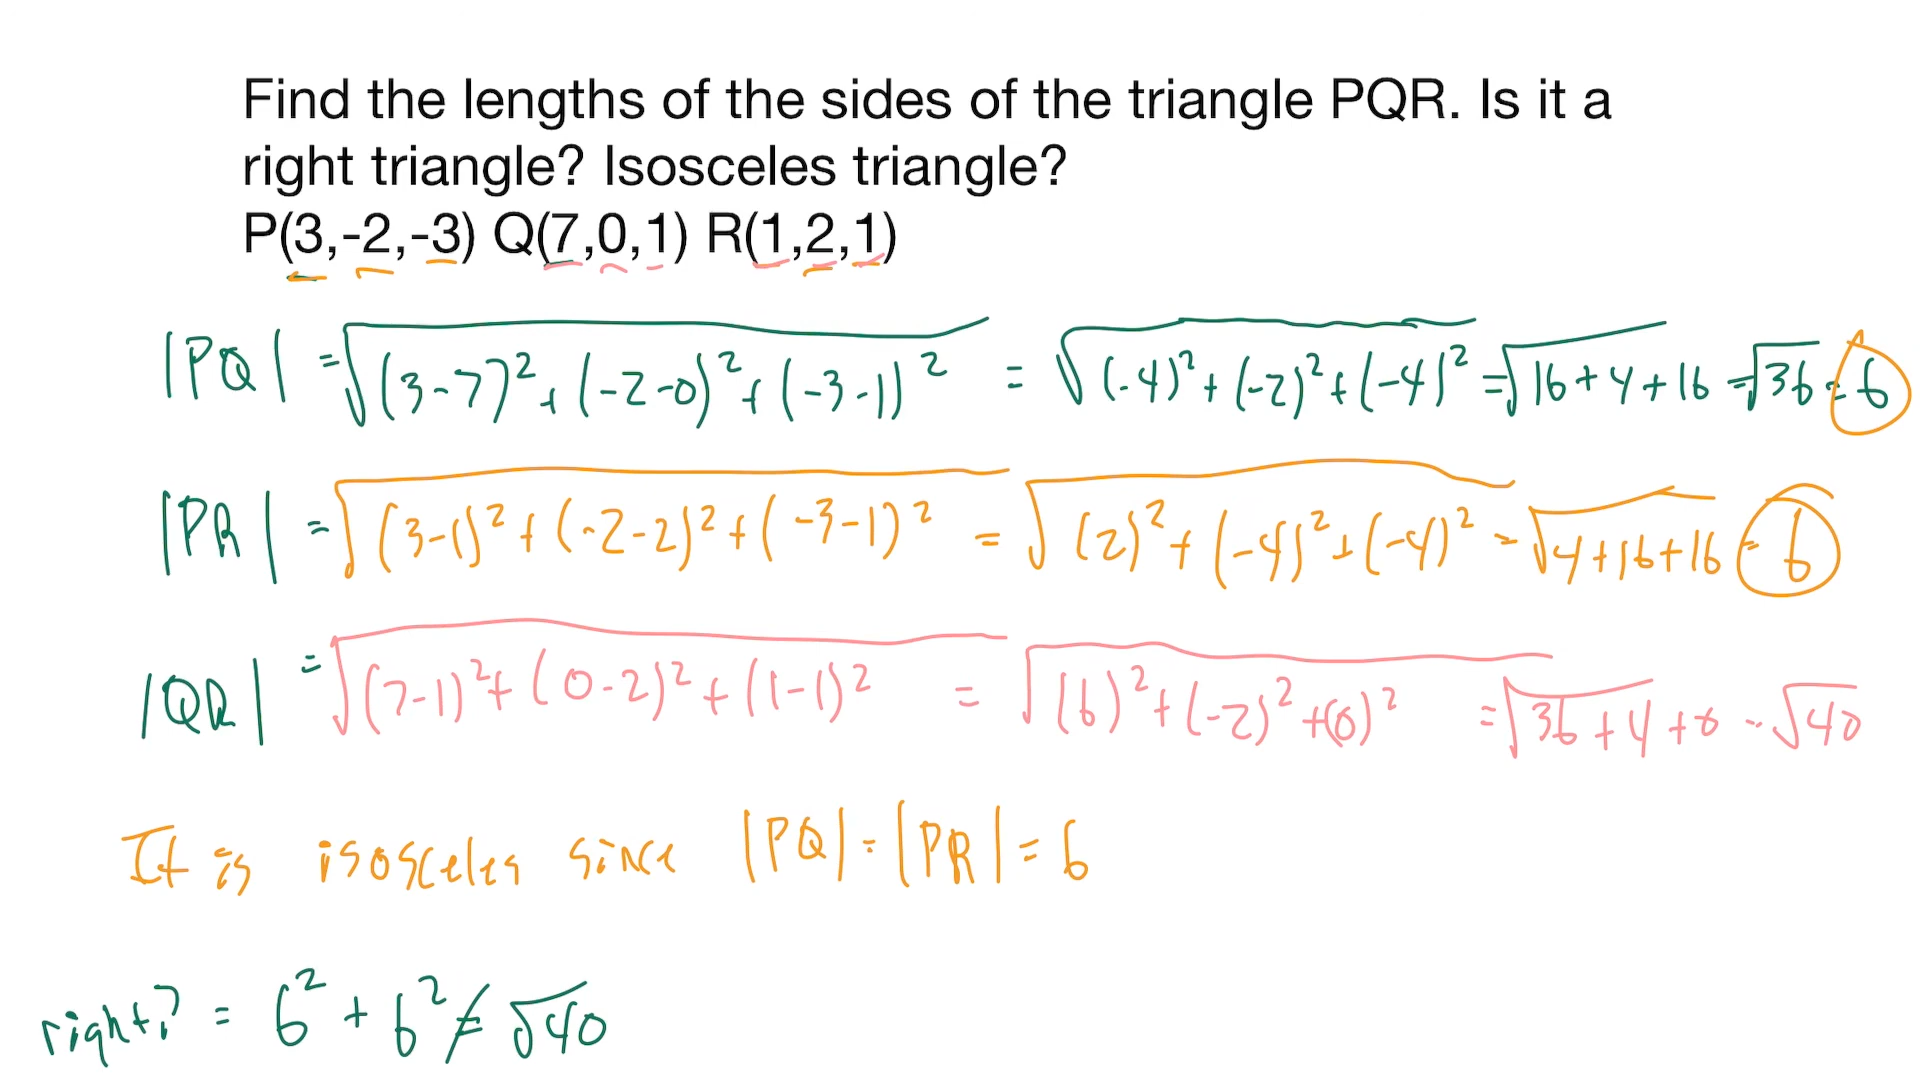 Find the lengths of the sides of the triangle PQR. Is it a
right triangle? Isosceles triangle?
P(3,-2,-3) Q(7,0,1) R(1,2,1)
|PQ| = √(3-7)² + (-2-0)² + (-3-1)² = √(-4)² + (-2)² + (-4)² = √16+4+16 = √36 = 6
|PR| = √(3-1)² + (-2-2)² + (-3-1)² = √(2)² + (-4)² + (-4)² = √4+16+16 = 6
|QR| = √(7-1)² + (0-2)² + (1-1)² = √(6)² + (-2)² + (0)² = √36+4+0 = √40
It is isosceles since |PQ| = |PR| = 6
right? = 6² + 6² ≠ √40